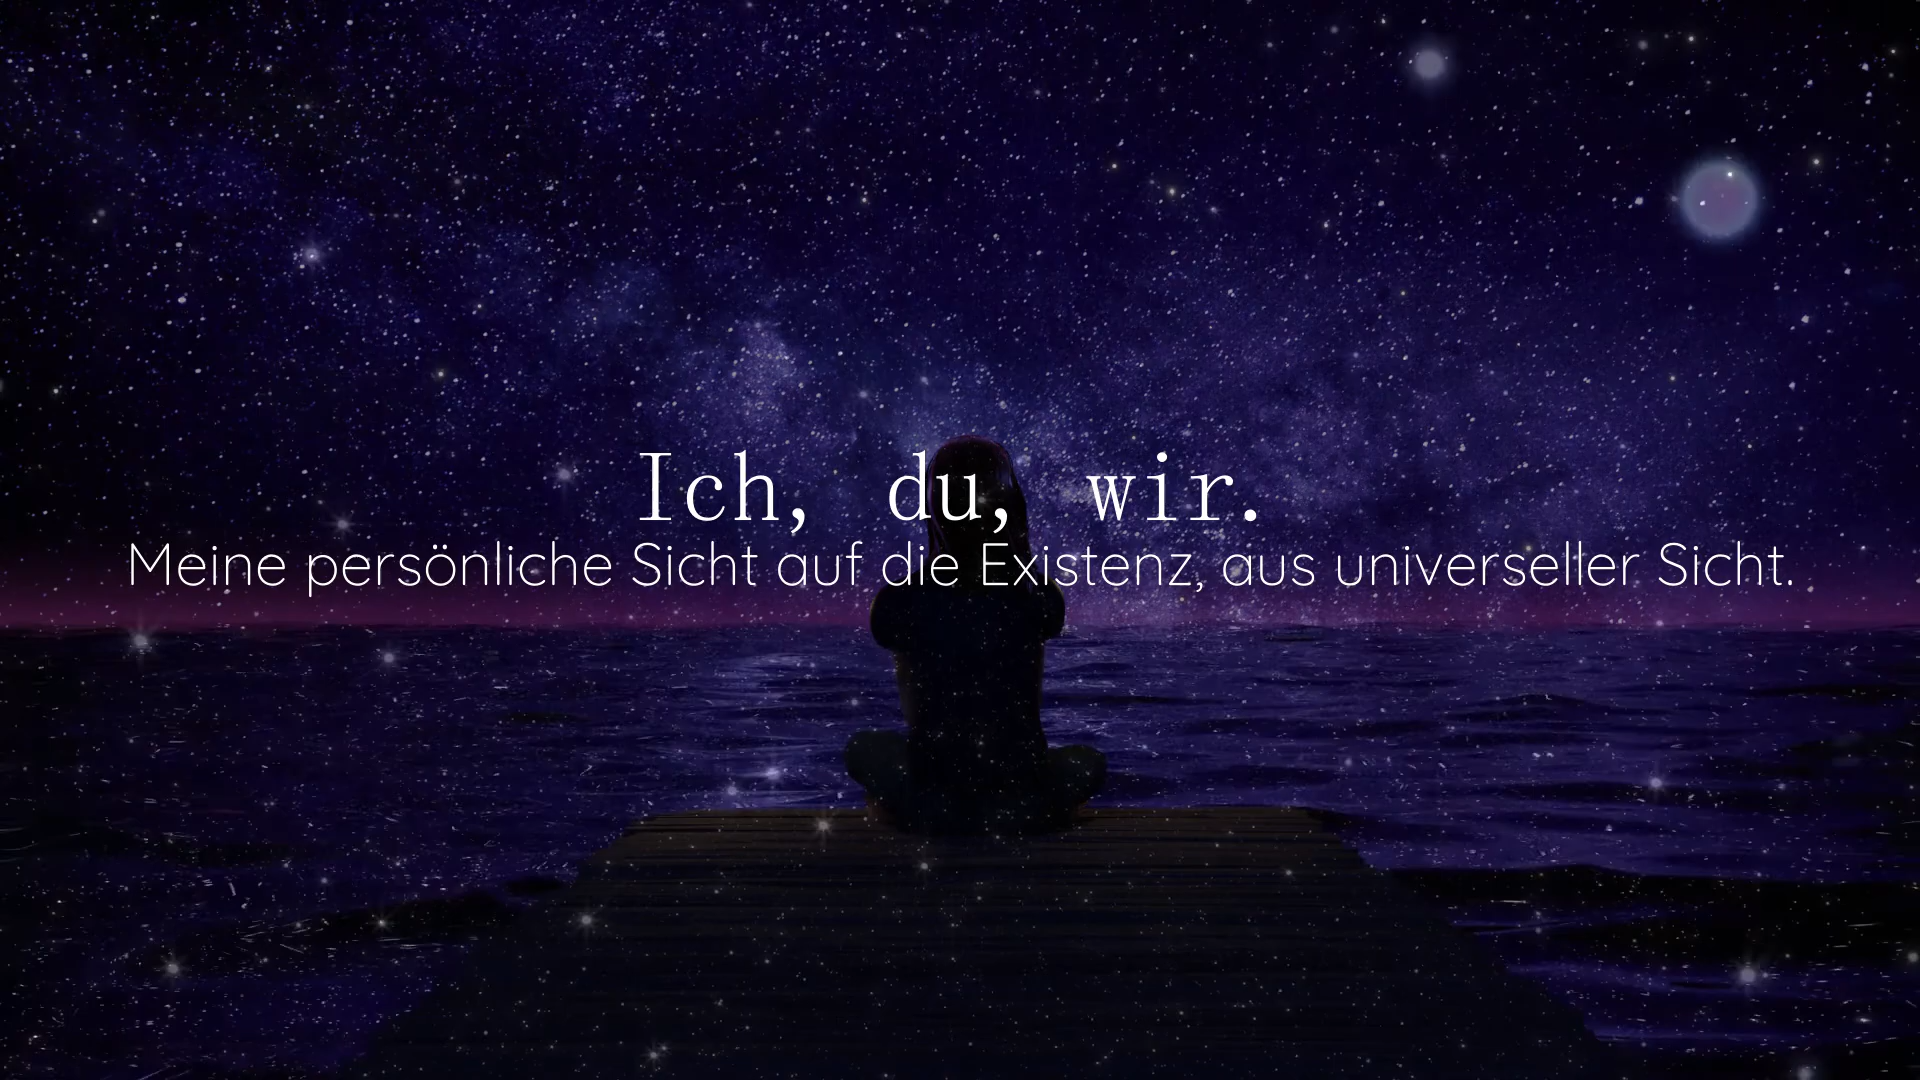 Ich, du, wir.
Meine persönliche Sicht auf die Existenz, aus universeller Sicht.